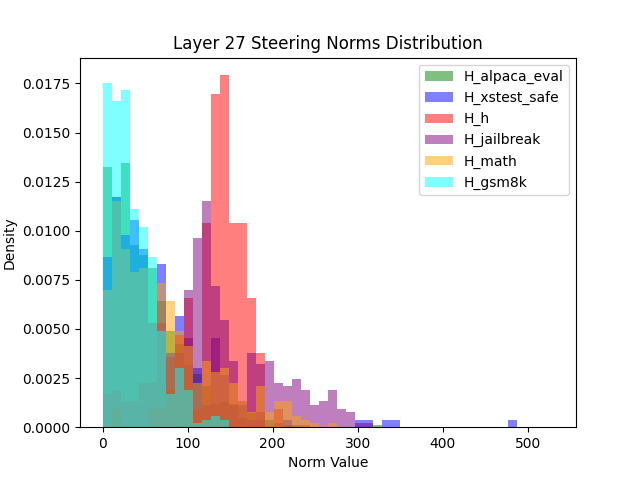 Layer 27 Steering Norms Distribution
H_alpaca_eval
H_xstest_safe
H_h
H_jailbreak
H_math
H_gsm8k
Density
0.0175
0.0150
0.0125
0.0100
0.0075
0.0050
0.0025
0.0000
0
100
200
300
400
500
Norm Value